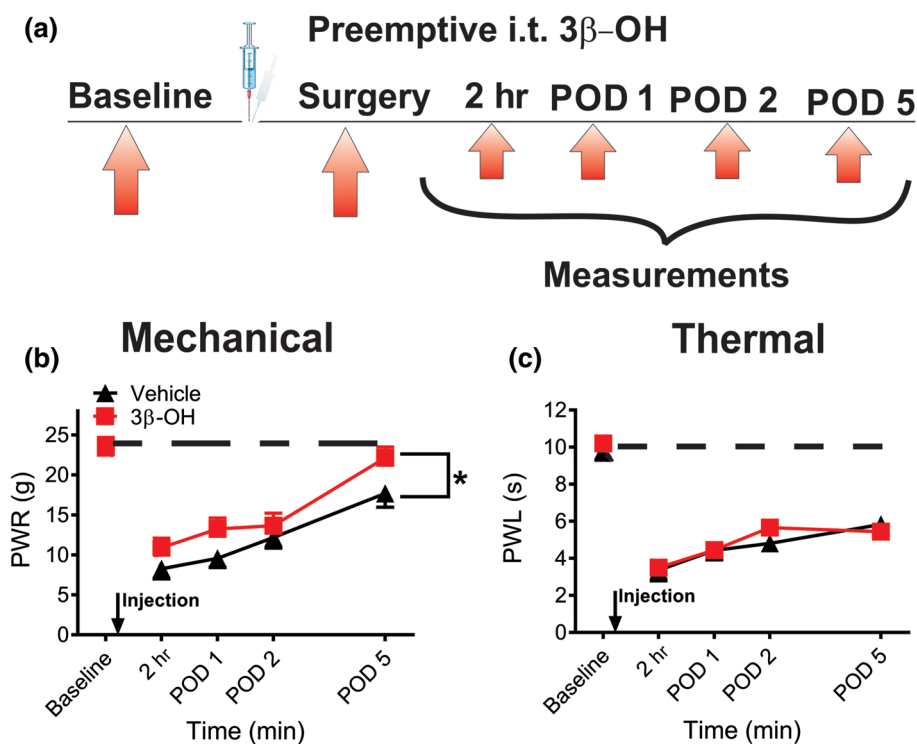 (a)
Preemptive i.t. 3β–OH
Baseline
Surgery
2 hr
POD 1
POD 2
POD 5
Measurements
Mechanical
(b)
Vehicle
3β-OH
25
20
15
10
5
0
PWR (g)
*
Injection
Baseline
2 hr
POD 1
POD 2
POD 5
Time (min)
Thermal
(c)
12
10
8
6
4
2
0
PWL (s)
Injection
Baseline
2 hr
POD 1
POD 2
POD 5
Time (min)